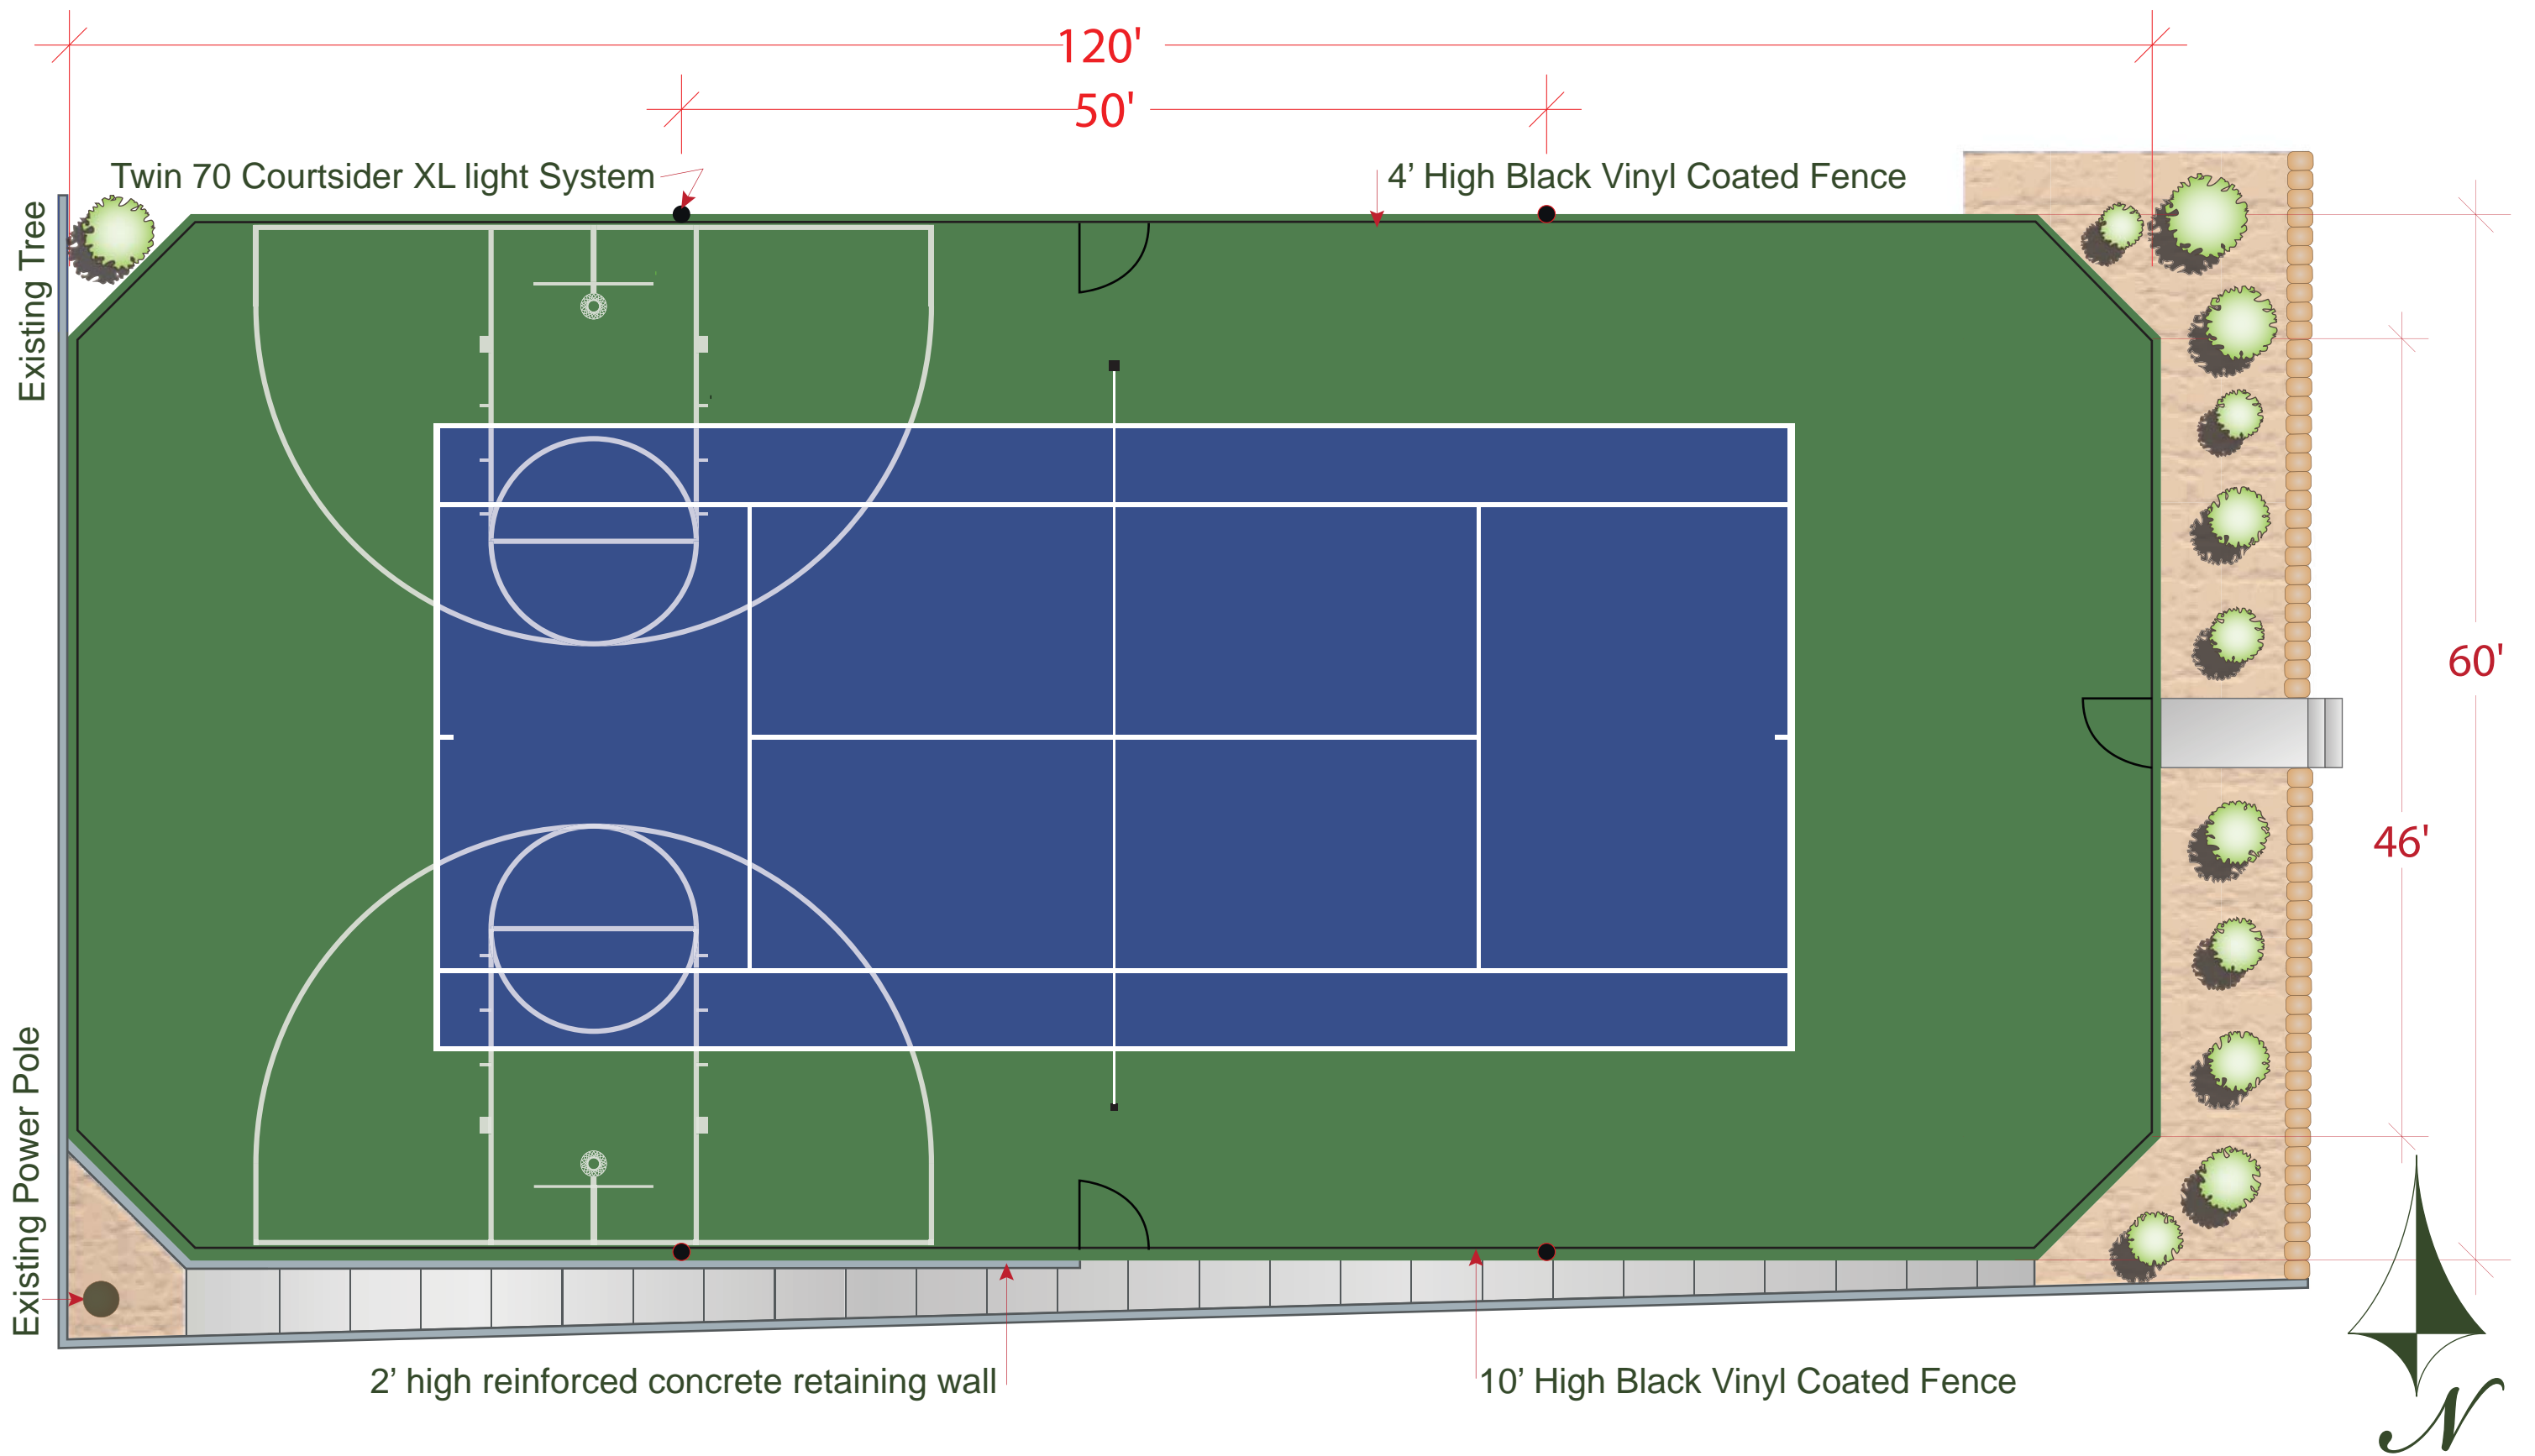 120'
50'
Twin 70 Courtsider XL light System
4’ High Black Vinyl Coated Fence
Existing Tree
60'
46'
Existing Power Pole
2’ high reinforced concrete retaining wall
10’ High Black Vinyl Coated Fence
N